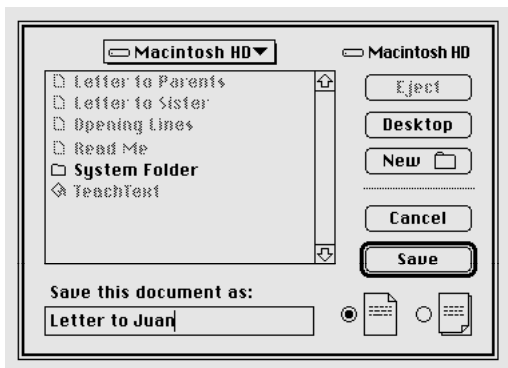 Macintosh HD
Macintosh HD
Letter to Parents
Letter to Sister
Opening Lines
Read Me
System Folder
TeachText
Eject
Desktop
New
Cancel
Save
Save this document as:
Letter to Juan